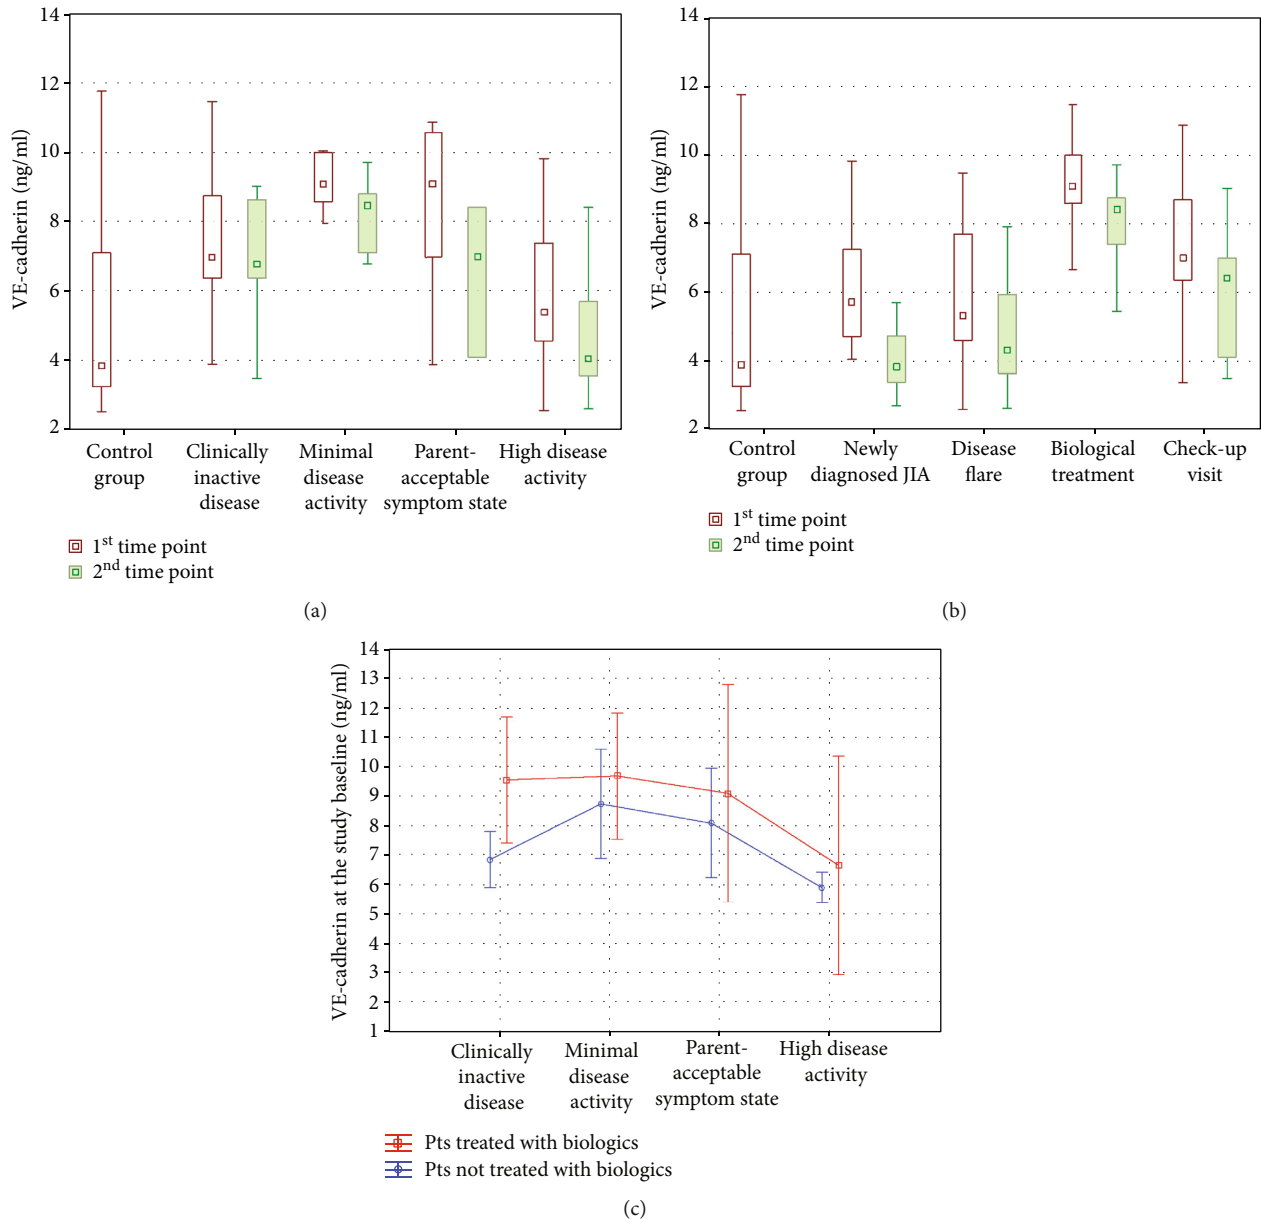 14
12
10
8
6
4
2
VE-cadherin (ng/ml)
Control
group
Clinically
inactive
disease
Minimal
disease
activity
Parent-
acceptable
symptom state
High disease
activity
1st time point
2nd time point
(a)
14
12
10
8
6
4
2
VE-cadherin (ng/ml)
Control
group
Newly
diagnosed JIA
Disease
flare
Biological
treatment
Check-up
visit
1st time point
2nd time point
(b)
14
13
12
11
10
9
8
7
6
5
4
3
2
1
VE-cadherin at the study baseline (ng/ml)
Clinically
inactive
disease
Minimal
disease
activity
Parent-
acceptable
symptom state
High disease
activity
Pts treated with biologics
Pts not treated with biologics
(c)